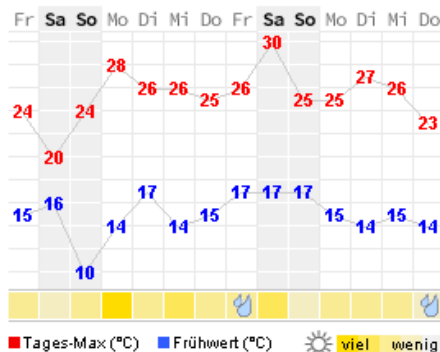 Fr Sa So Mo Di Mi Do Fr Sa So Mo Di Mi Do
24 20 24 28 26 26 25 26 30 25 25 27 26 23
15 16 10 14 17 14 15 17 17 17 15 14 15 14
Tages-Max (°C) Frühwert (°C) viel wenig